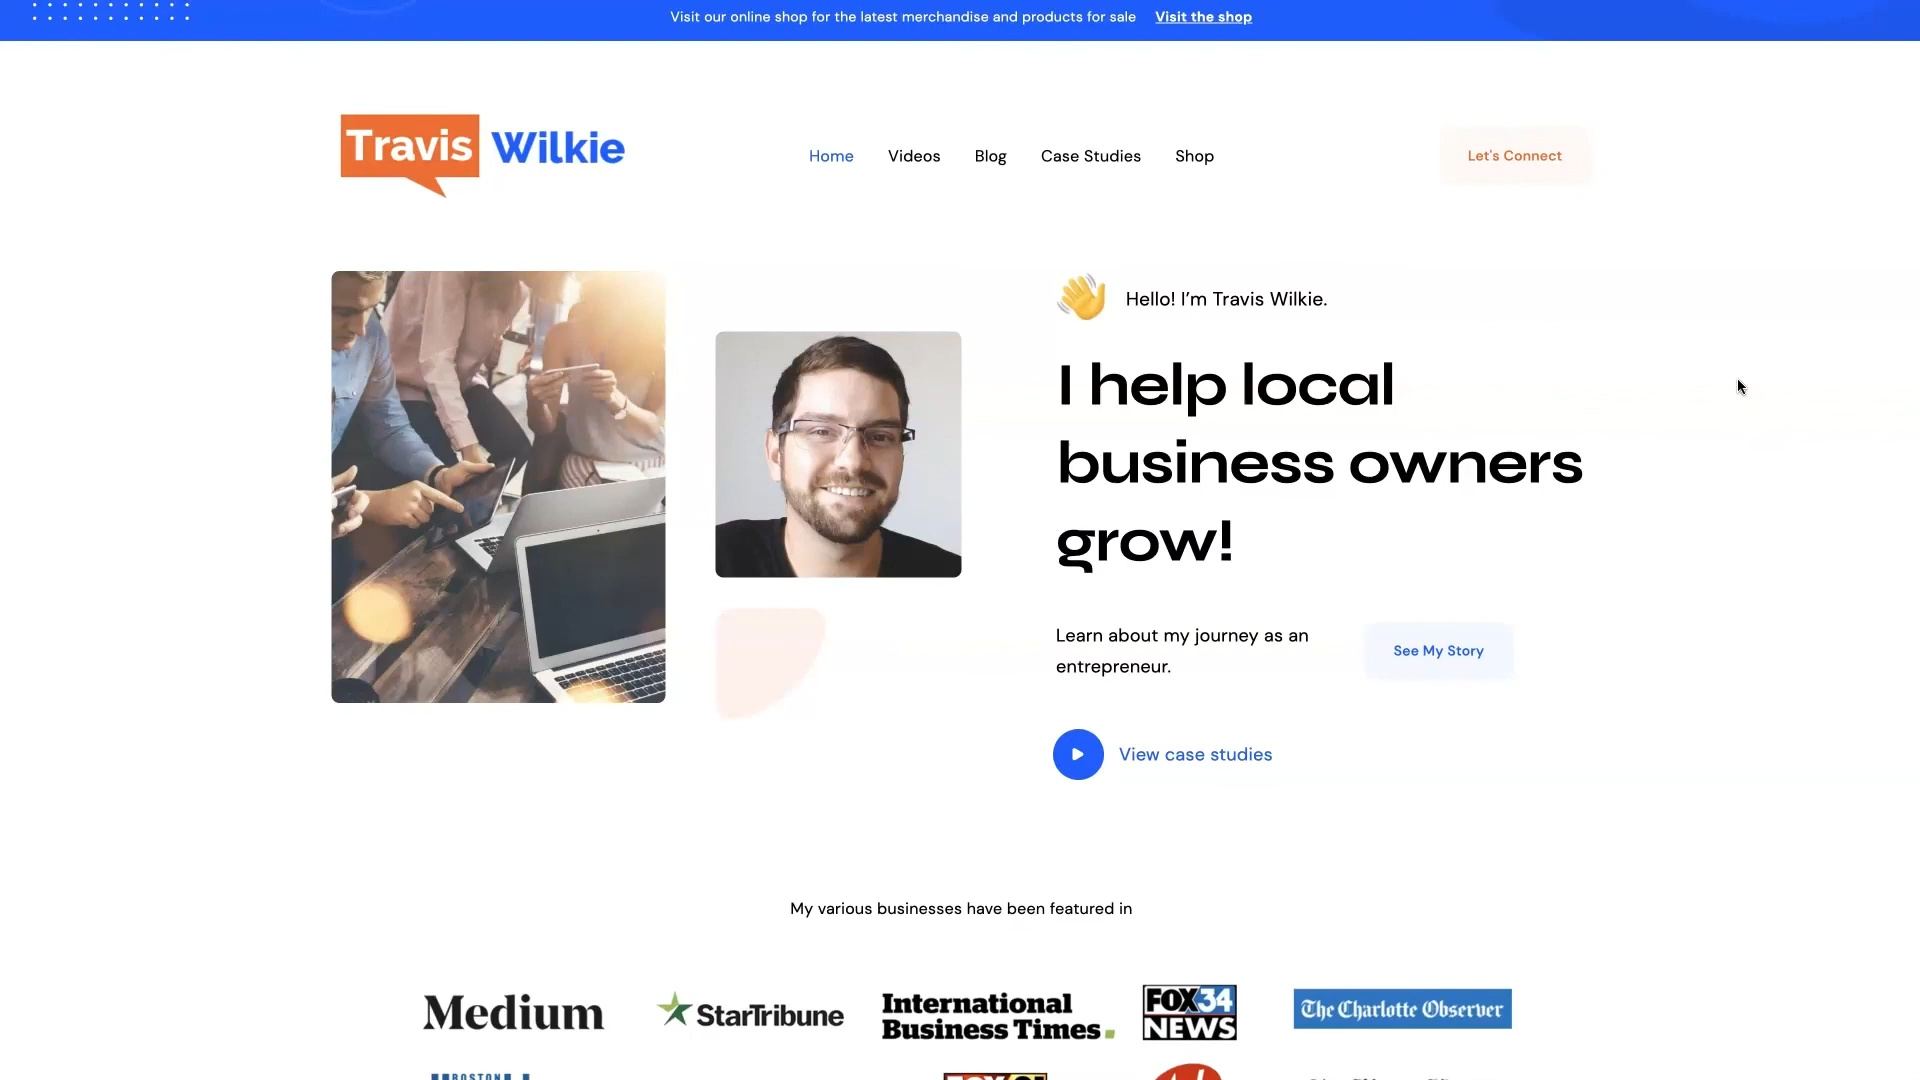 Visit our online shop for the latest merchandise and products for sale Visit the shop
Travis Wilkie
Home Videos Blog Case Studies Shop
Let's Connect
Hello! I’m Travis Wilkie.
I help local
business owners
grow!
Learn about my journey as an
entrepreneur.
See My Story
View case studies
My various businesses have been featured in
Medium
StarTribune
International
Business Times
FOX34
NEWS
The Charlotte Observer
BOSTON